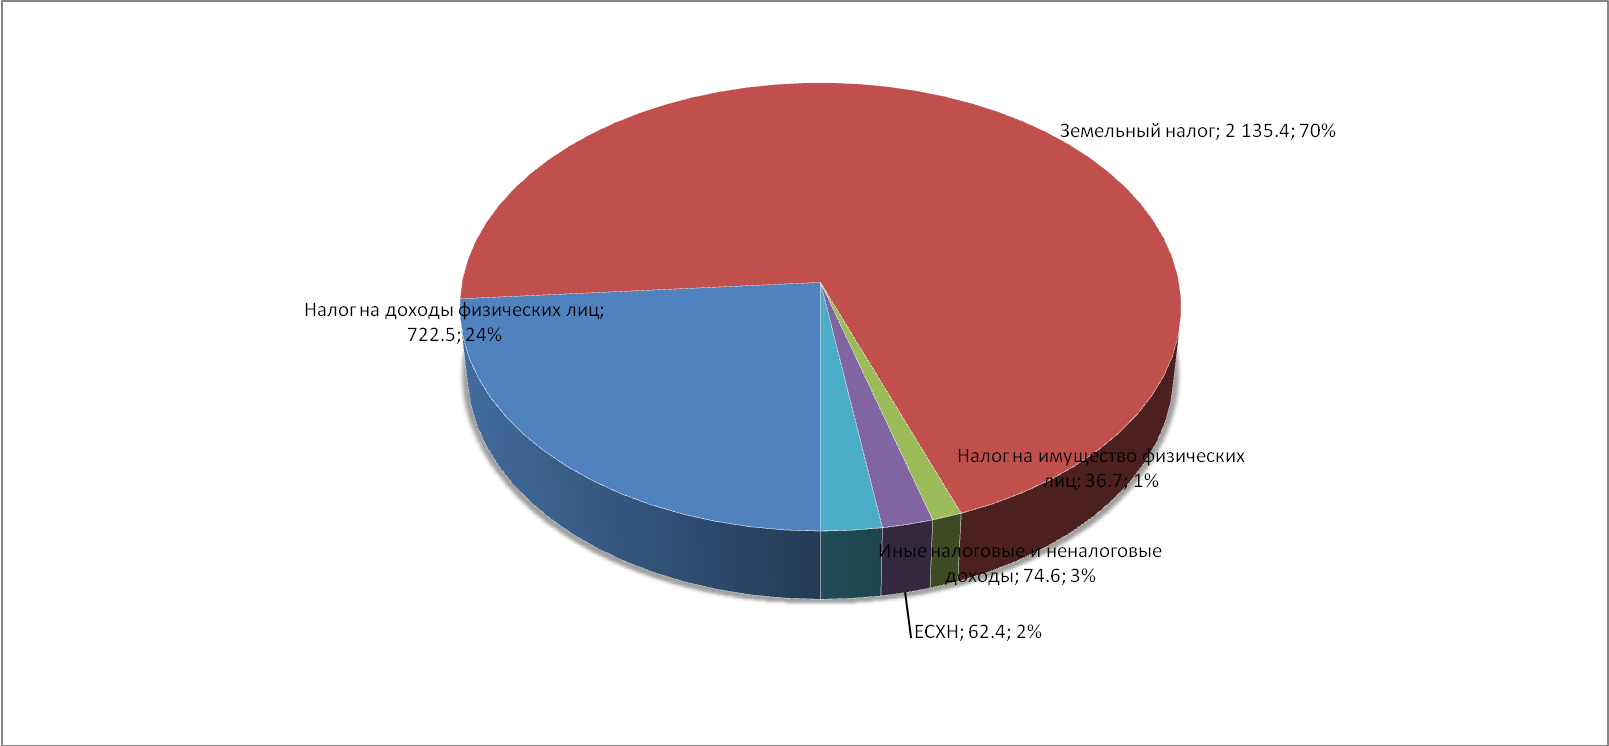 Земельный налог; 2 135.4; 70%
Налог на доходы физических лиц;
722.5; 24%
Налог на имущество физических
лиц; 36.7; 1%
Иные налоговые и неналоговые
доходы; 74.6; 3%
ЕСХН; 62.4; 2%